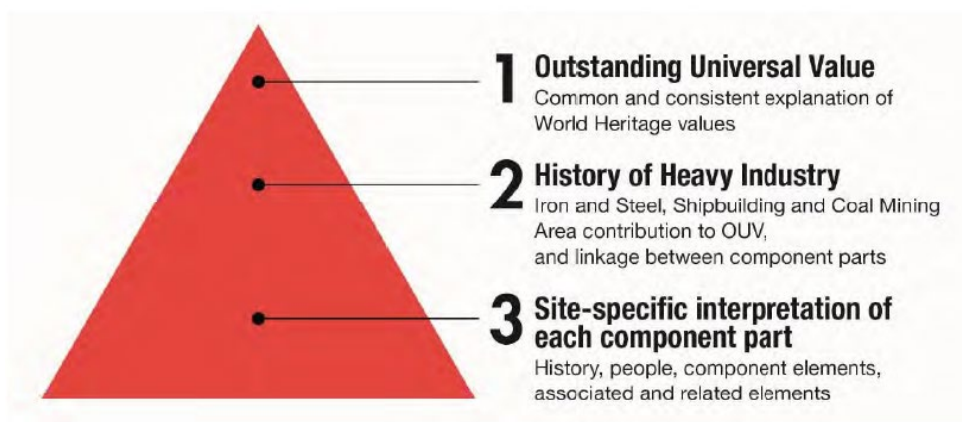 1 Outstanding Universal Value
Common and consistent explanation of
World Heritage values
2 History of Heavy Industry
Iron and Steel, Shipbuilding and Coal Mining
Area contribution to OUV,
and linkage between component parts
3 Site-specific interpretation of
each component part
History, people, component elements,
associated and related elements